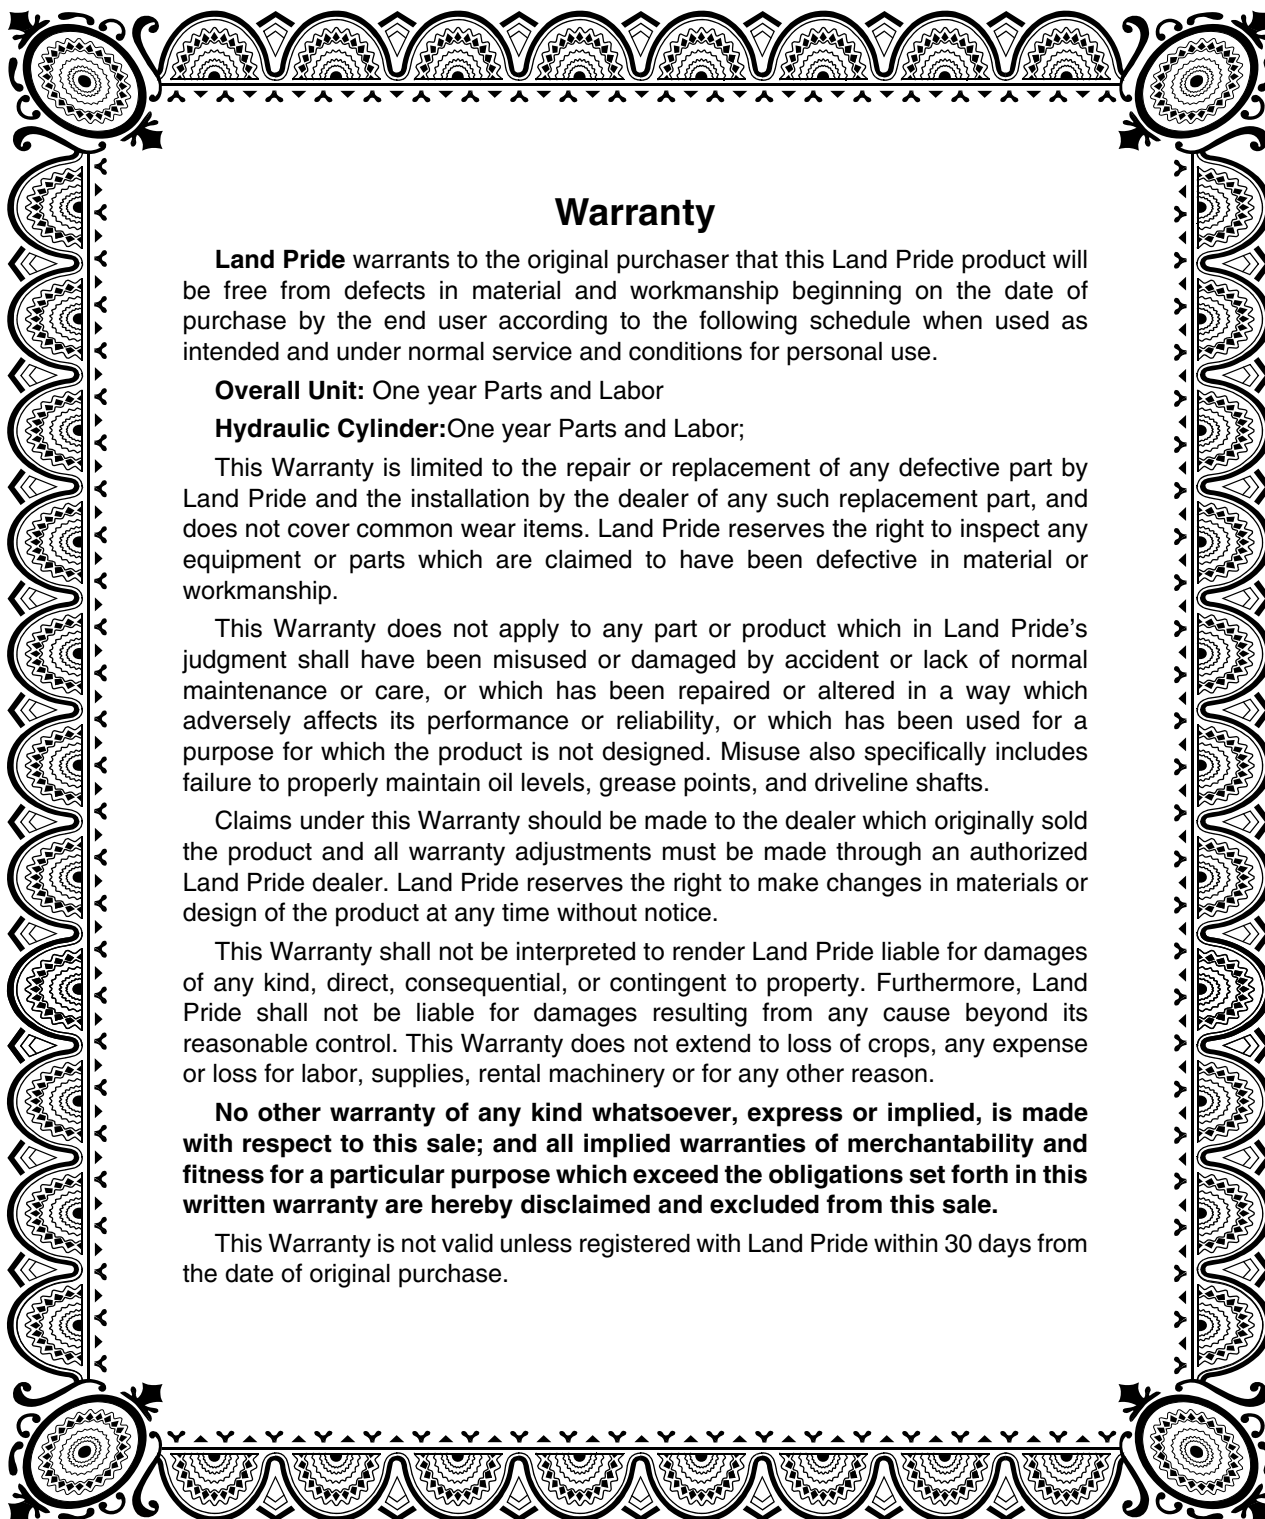 Warranty
Land Pride warrants to the original purchaser that this Land Pride product will
be free from defects in material and workmanship beginning on the date of
purchase by the end user according to the following schedule when used as
intended and under normal service and conditions for personal use.
Overall Unit: One year Parts and Labor
Hydraulic Cylinder:One year Parts and Labor;
This Warranty is limited to the repair or replacement of any defective part by
Land Pride and the installation by the dealer of any such replacement part, and
does not cover common wear items. Land Pride reserves the right to inspect any
equipment or parts which are claimed to have been defective in material or
workmanship.
This Warranty does not apply to any part or product which in Land Pride’s
judgment shall have been misused or damaged by accident or lack of normal
maintenance or care, or which has been repaired or altered in a way which
adversely affects its performance or reliability, or which has been used for a
purpose for which the product is not designed. Misuse also specifically includes
failure to properly maintain oil levels, grease points, and driveline shafts.
Claims under this Warranty should be made to the dealer which originally sold
the product and all warranty adjustments must be made through an authorized
Land Pride dealer. Land Pride reserves the right to make changes in materials or
design of the product at any time without notice.
This Warranty shall not be interpreted to render Land Pride liable for damages
of any kind, direct, consequential, or contingent to property. Furthermore, Land
Pride shall not be liable for damages resulting from any cause beyond its
reasonable control. This Warranty does not extend to loss of crops, any expense
or loss for labor, supplies, rental machinery or for any other reason.
No other warranty of any kind whatsoever, express or implied, is made
with respect to this sale; and all implied warranties of merchantability and
fitness for a particular purpose which exceed the obligations set forth in this
written warranty are hereby disclaimed and excluded from this sale.
This Warranty is not valid unless registered with Land Pride within 30 days from
the date of original purchase.